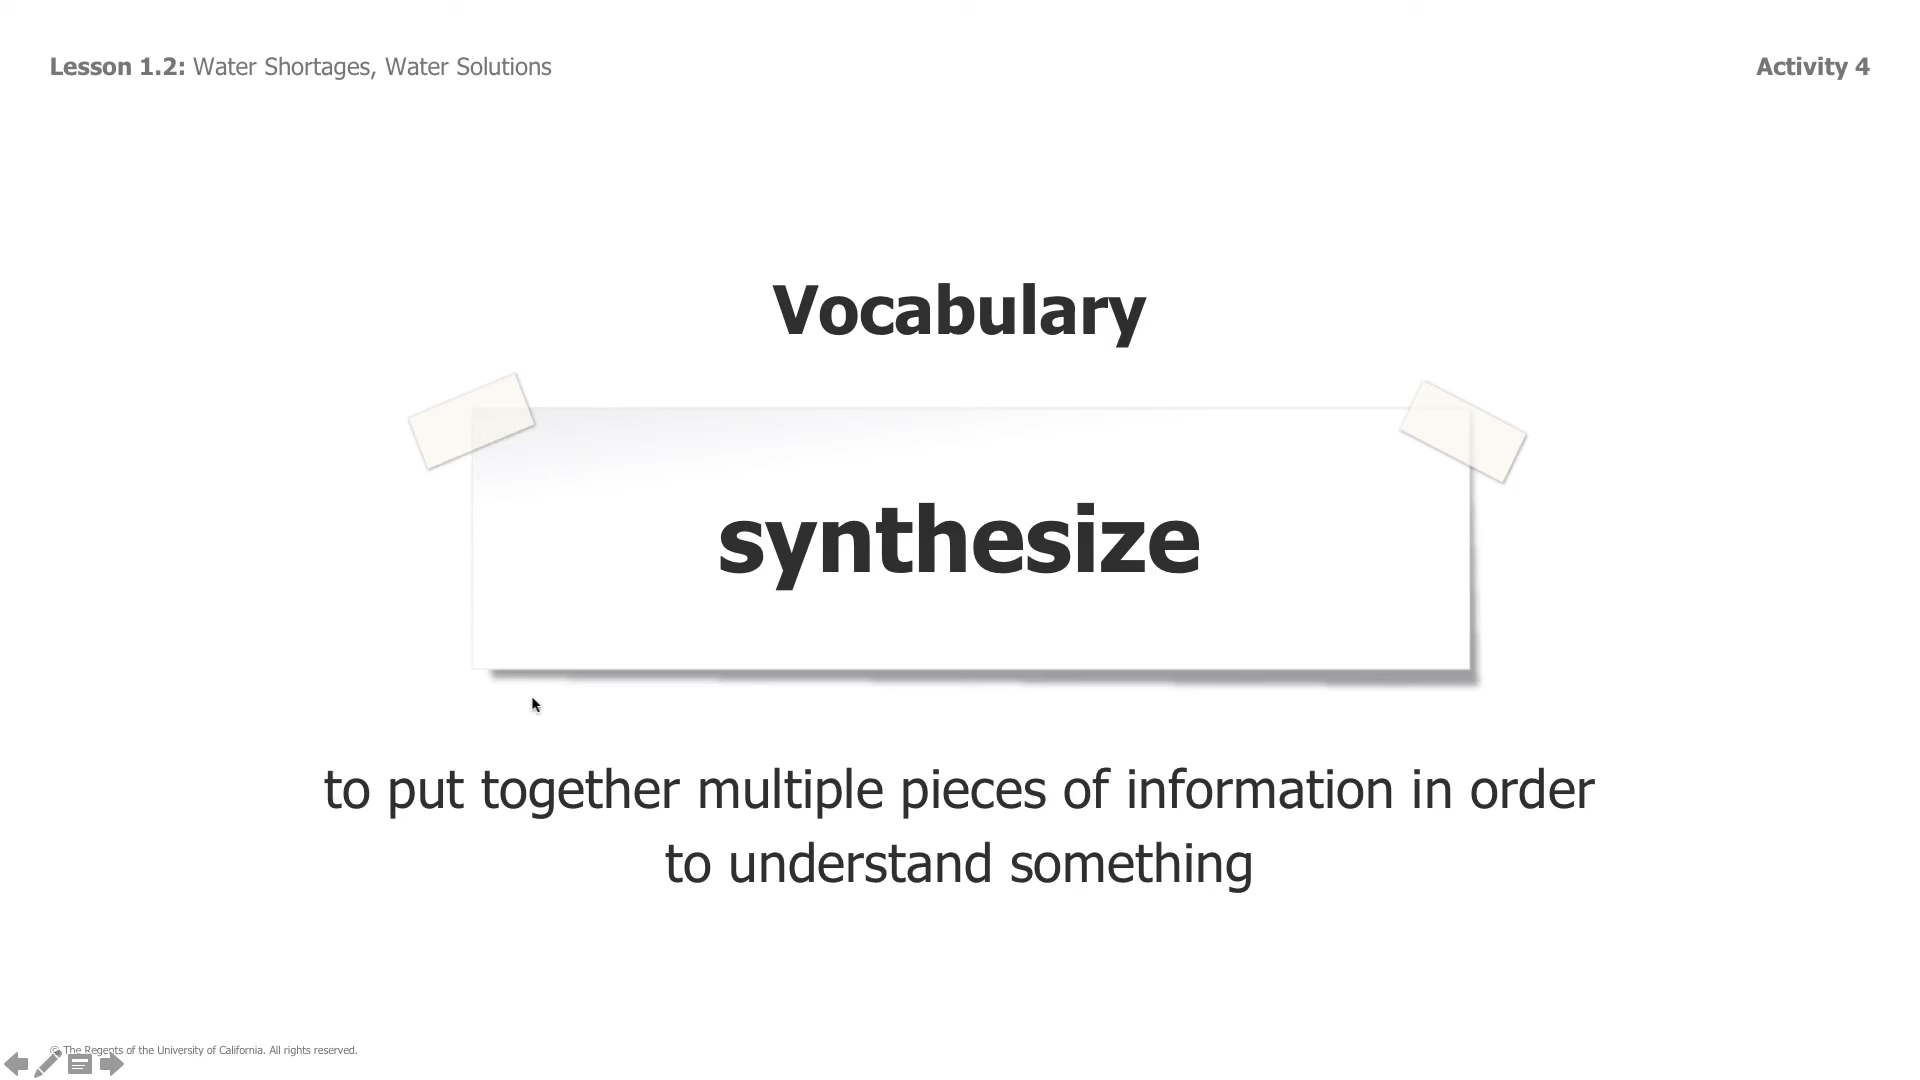 Lesson 1.2: Water Shortages, Water Solutions
Activity 4
Vocabulary
synthesize
to put together multiple pieces of information in order
to understand something
© The Regents of the University of California. All rights reserved.